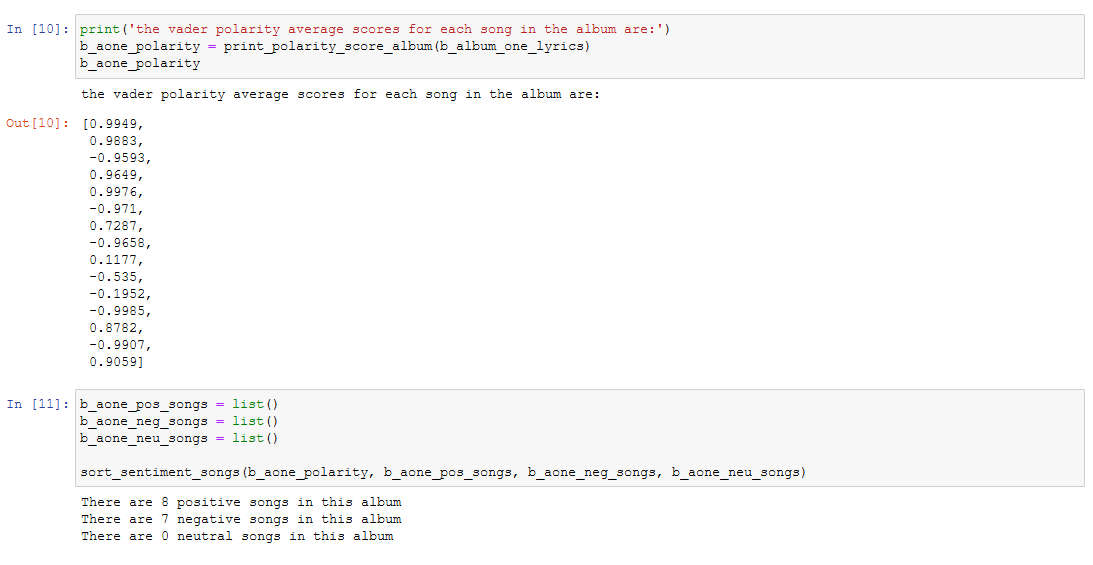 In [10]: print('the vader polarity average scores for each song in the album are:')
b_aone_polarity = print_polarity_score_album(b_album_one_lyrics)
b_aone_polarity
the vader polarity average scores for each song in the album are:
Out[10]: [0.9949,
0.9883,
-0.9593,
0.9649,
0.9976,
-0.971,
0.7287,
-0.9658,
0.1177,
-0.535,
-0.1952,
-0.9985,
0.8782,
-0.9907,
0.9059]
In [11]: b_aone_pos_songs = list()
b_aone_neg_songs = list()
b_aone_neu_songs = list()
sort_sentiment_songs(b_aone_polarity, b_aone_pos_songs, b_aone_neg_songs, b_aone_neu_songs)
There are 8 positive songs in this album
There are 7 negative songs in this album
There are 0 neutral songs in this album